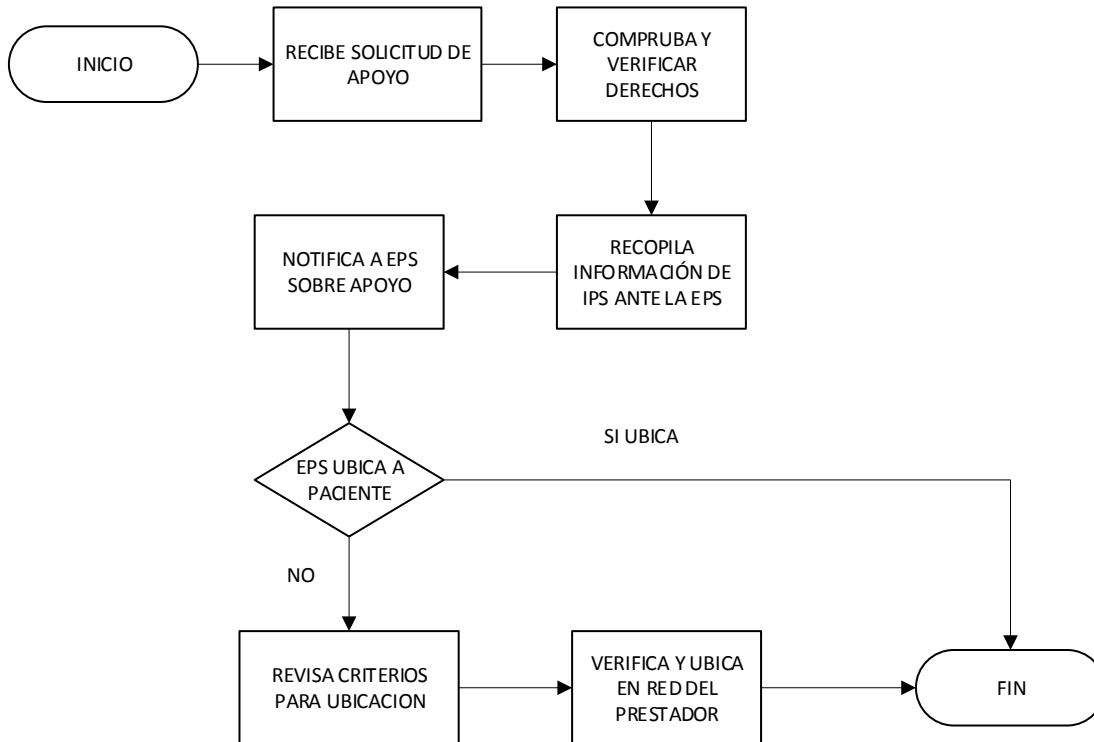 INICIO
RECIBE SOLICITUD DE
APOYO
COMPRUBA Y
VERIFICAR
DERECHOS
NOTIFICA A EPS
SOBRE APOYO
RECOPILA
INFORMACIÓN DE
IPS ANTE LA EPS
EPS UBICA A
PACIENTE
SI UBICA
NO
REVISA CRITERIOS
PARA UBICACION
VERIFICA Y UBICA
EN RED DEL
PRESTADOR
FIN